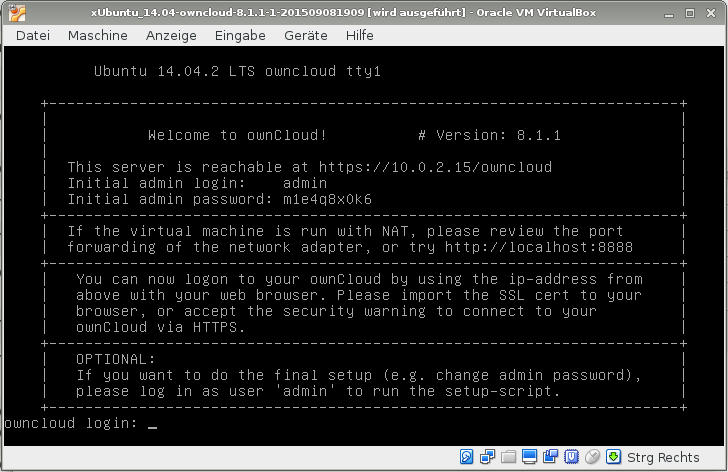 xUbuntu_14.04-owncloud-8.1.1-1-201509081909 [wird ausgeführt] - Oracle VM VirtualBox
Datei Maschine Anzeige Eingabe Geräte Hilfe
Ubuntu 14.04.2 LTS owncloud tty1
Welcome to ownCloud! # Version: 8.1.1
This server is reachable at https://10.0.2.15/owncloud
Initial admin login: admin
Initial admin password: m1e4q8x0k6
If the virtual machine is run with NAT, please review the port
forwarding of the network adapter, or try http://localhost:8888
You can now logon to your ownCloud by using the ip-address from
above with your web browser. Please import the SSL cert to your
browser, or accept the security warning to connect to your
ownCloud via HTTPS.
OPTIONAL:
If you want to do the final setup (e.g. change admin password),
please log in as user 'admin' to run the setup-script.
owncloud login: _
Strg Rechts